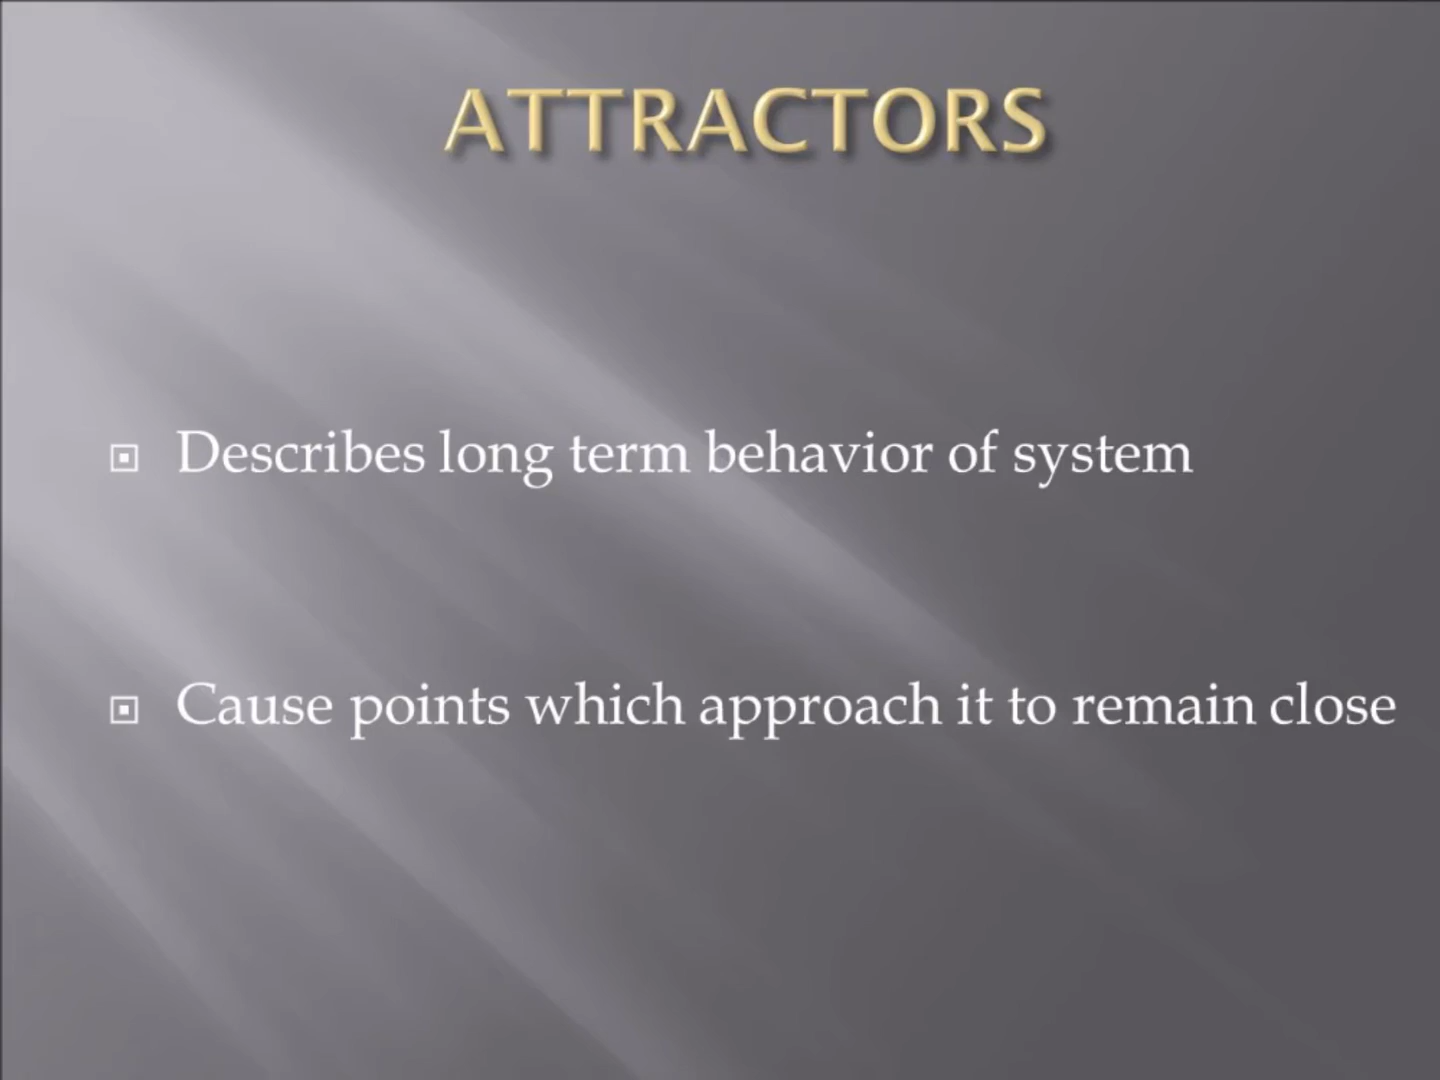 ATTRACTORS
Describes long term behavior of system
Cause points which approach it to remain close